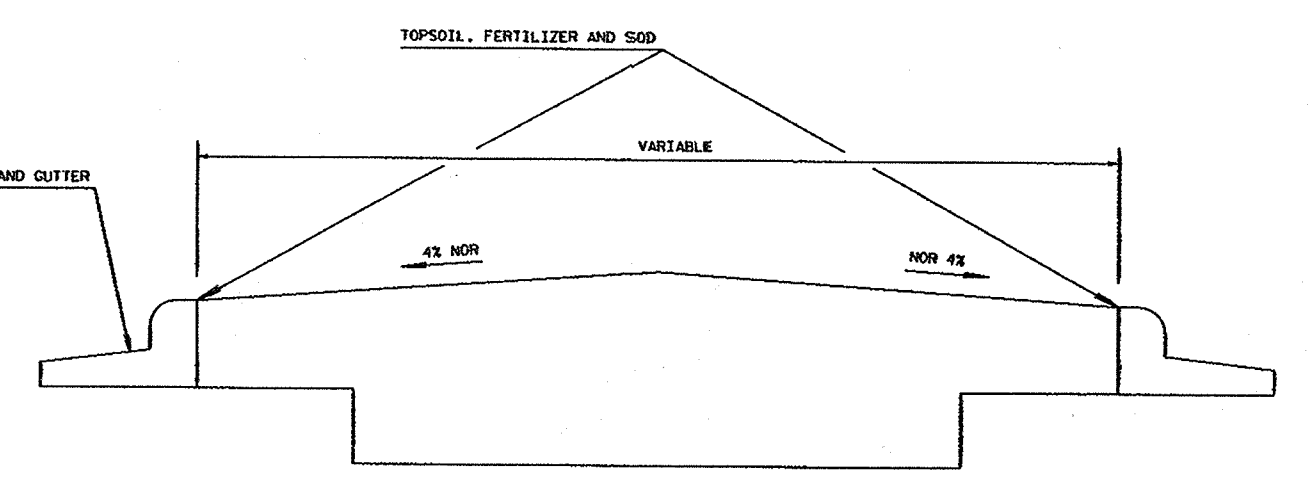 TOPSOIL, FERTILIZER AND SOD
VARIABLE
AND GUTTER
4% NOR
NOR 4%